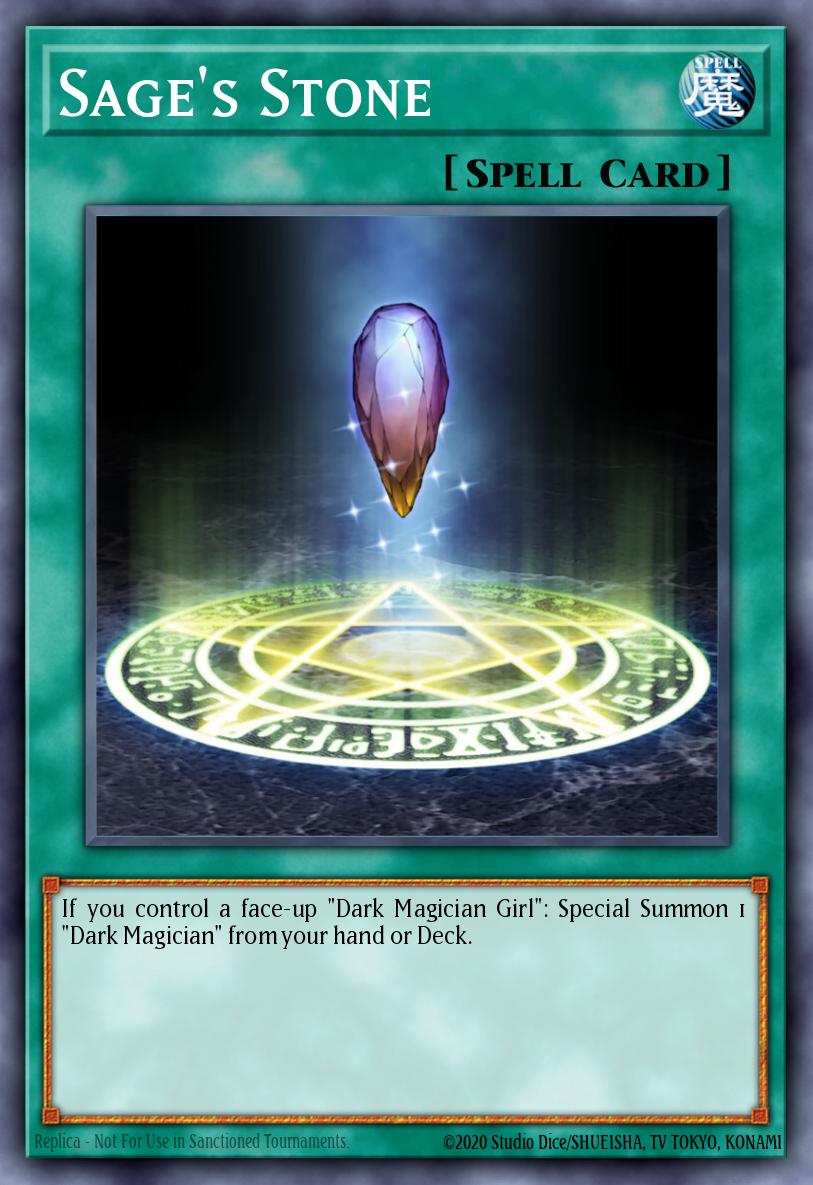 Sage's Stone
SPELL
魔
[ Spell Card ]
If you control a face-up "Dark Magician Girl": Special Summon 1
"Dark Magician" from your hand or Deck.
Replica - Not For Use in Sanctioned Tournaments.
©2020 Studio Dice/SHUEISHA, TV TOKYO, KONAMI